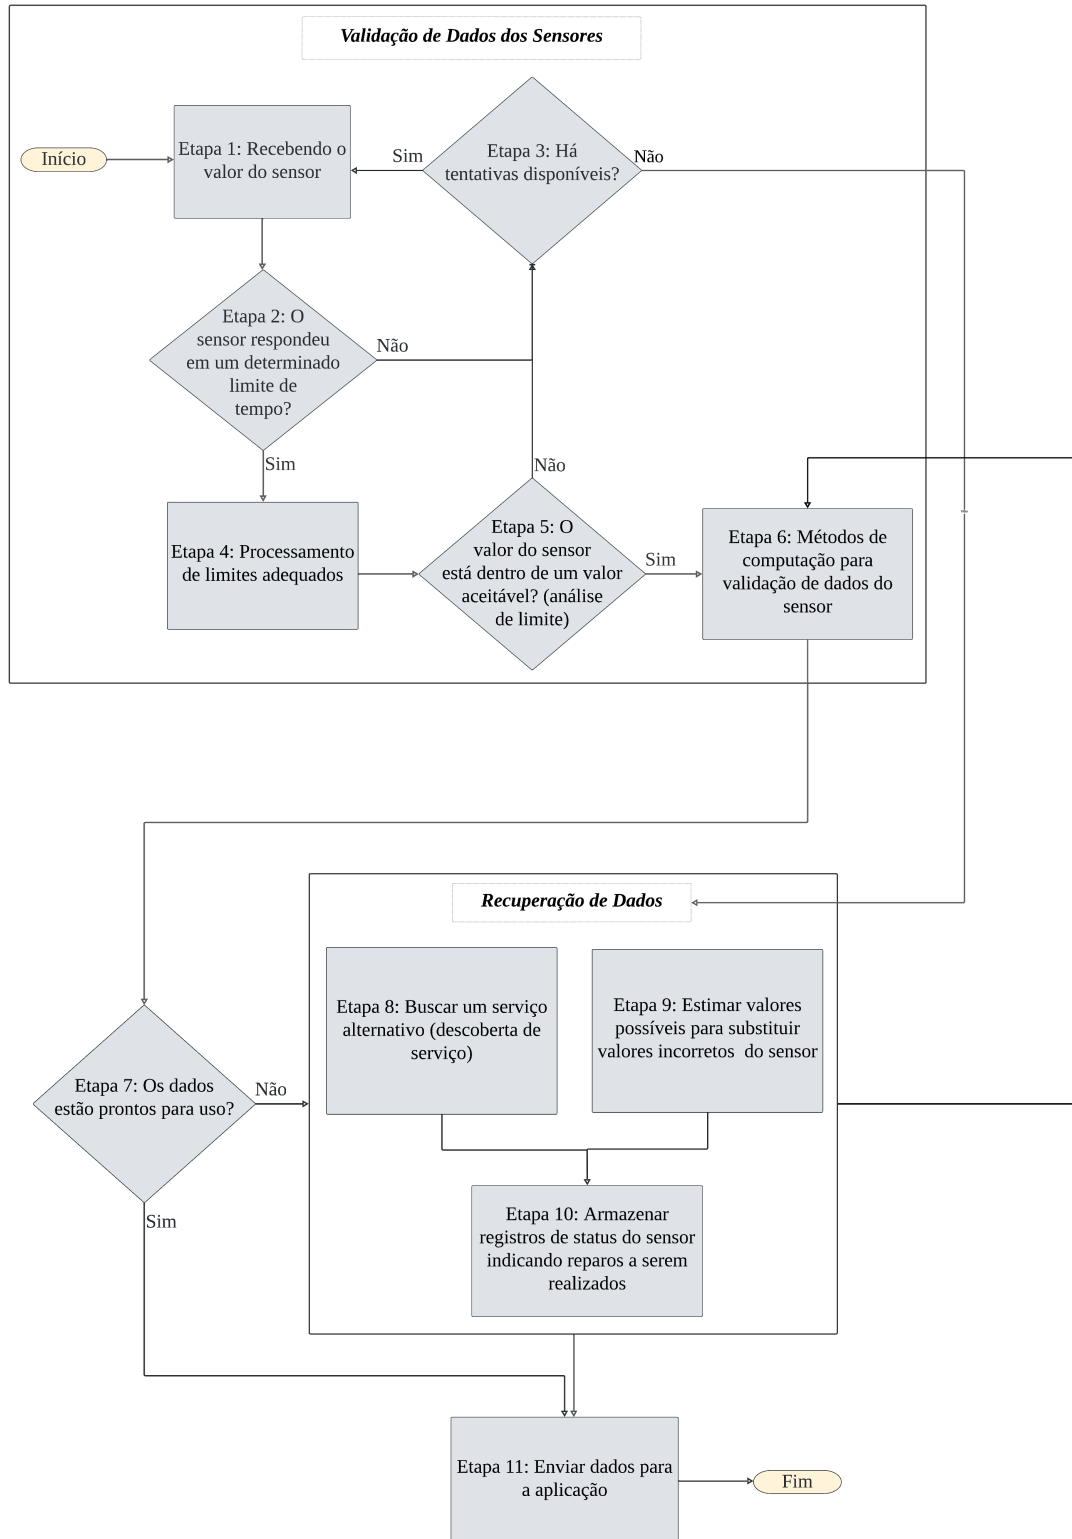 Validação de Dados dos Sensores
Início
Etapa 1: Recebendo o
valor do sensor
Sim
Etapa 3: Há
tentativas disponíveis?
Não
Etapa 2: O
sensor respondeu
em um determinado
limite de
tempo?
Não
Sim
Etapa 4: Processamento
de limites adequados
Não
Etapa 5: O
valor do sensor
está dentro de um valor
aceitável? (análise
de limite)
Sim
Etapa 6: Métodos de
computação para
validação de dados do
sensor
Recuperação de Dados
Etapa 8: Buscar um serviço
alternativo (descoberta de
serviço)
Etapa 9: Estimar valores
possíveis para substituir
valores incorretos do sensor
Etapa 7: Os dados
estão prontos para uso?
Não
Sim
Etapa 10: Armazenar
registros de status do sensor
indicando reparos a serem
realizados
Etapa 11: Enviar dados para
a aplicação
Fim